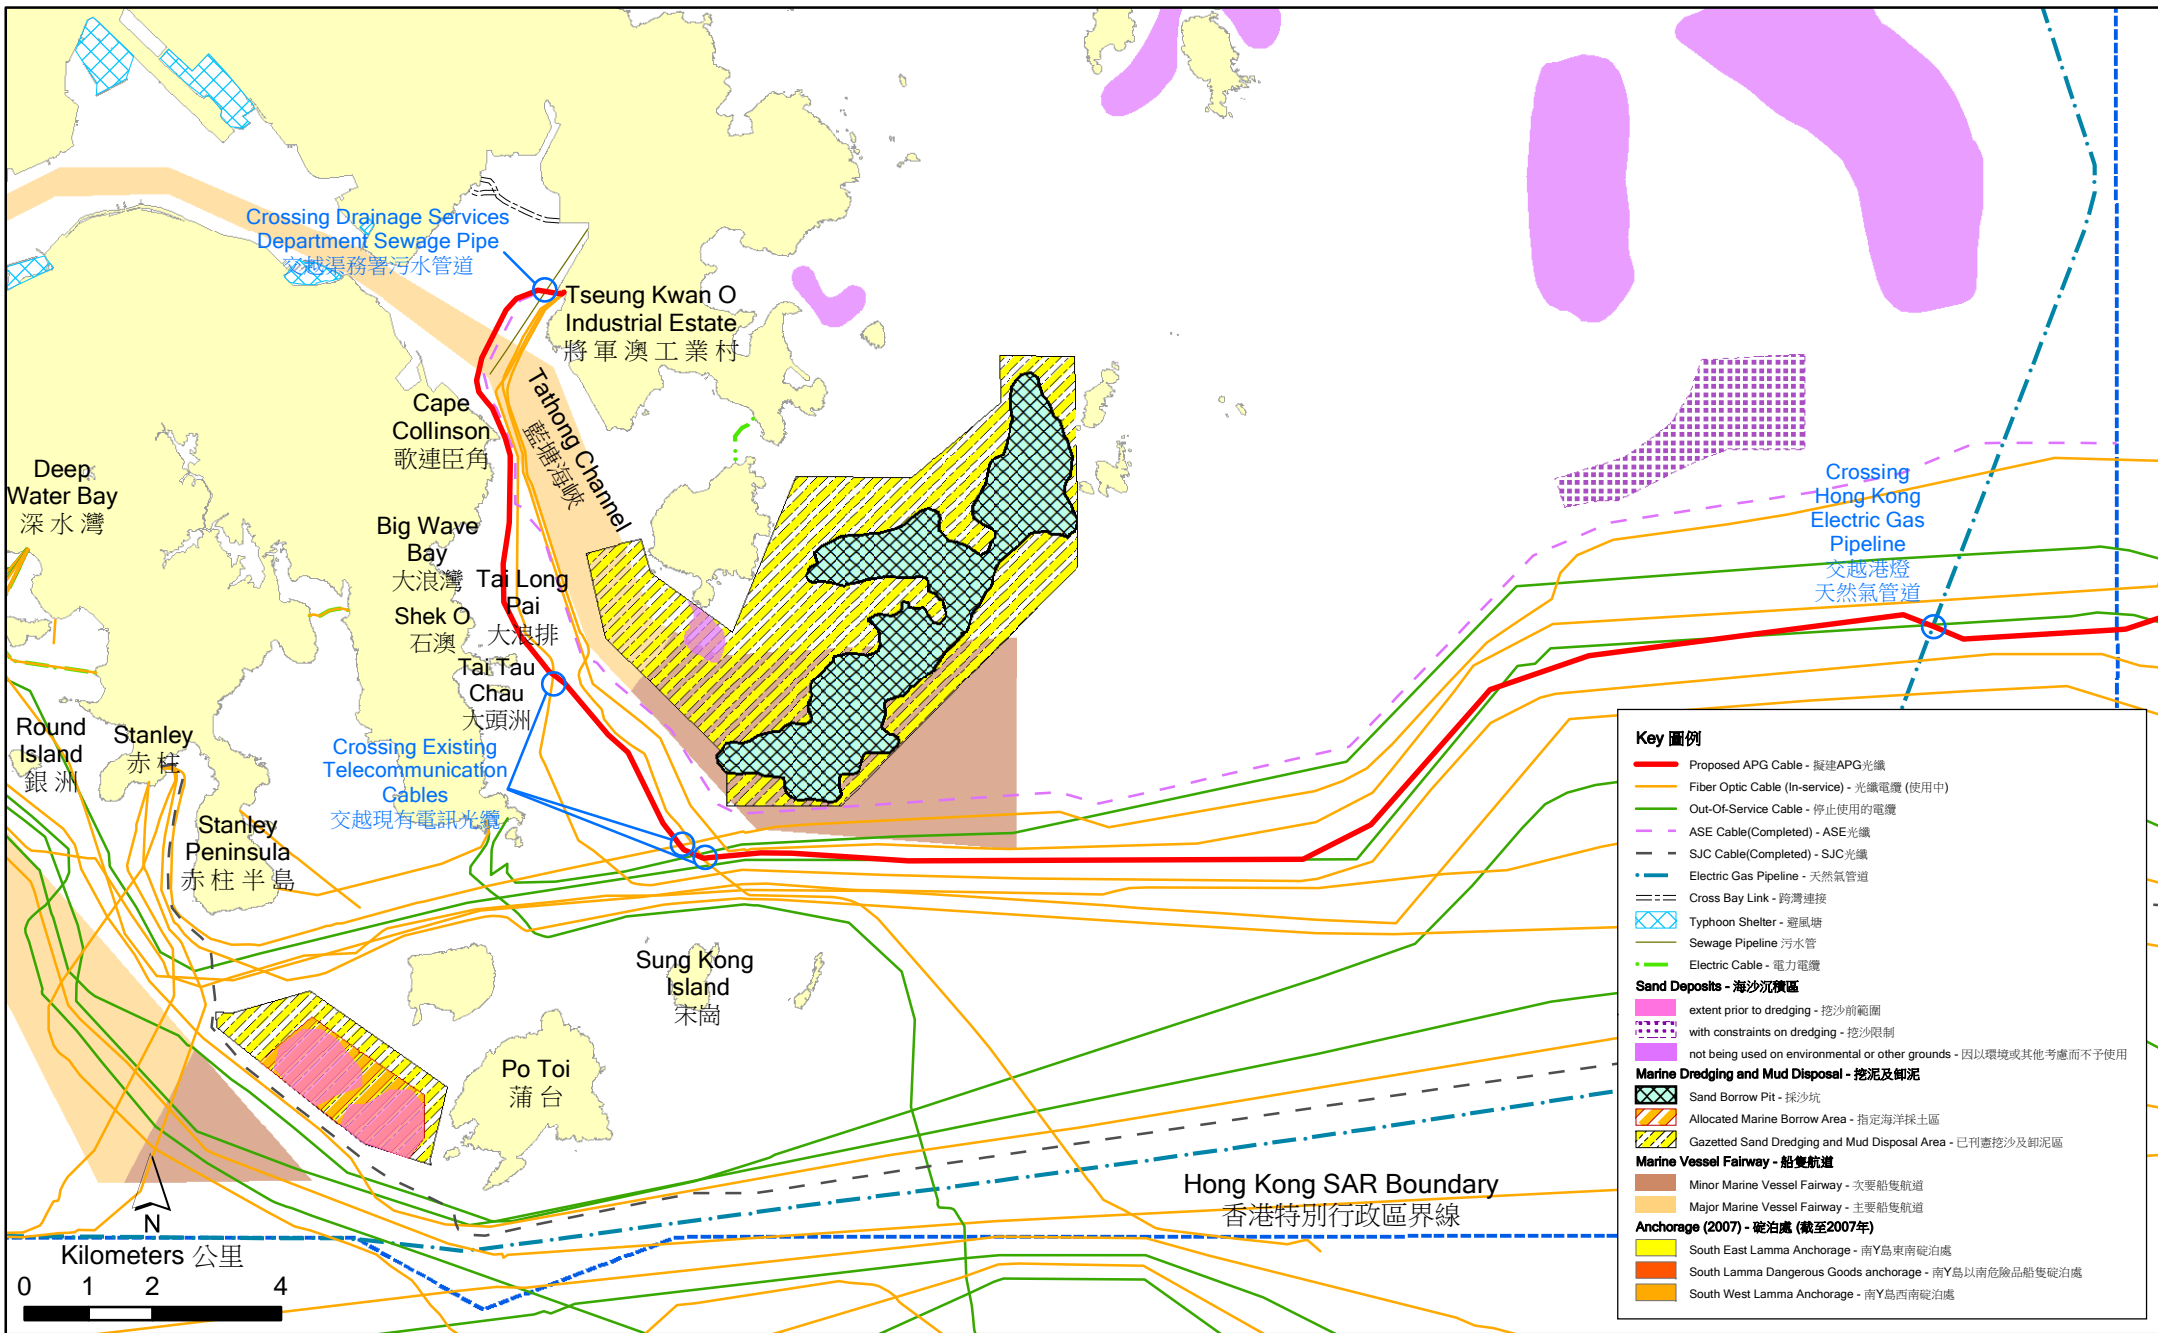 Crossing Drainage Services
Department Sewage Pipe
交越渠務署污水管道
Tseung Kwan O
Industrial Estate
將軍澳工業村
Tathong Channel
藍塘海峽
Cape
Collinson
歌連臣角
Deep
Water Bay
深水灣
Big Wave
Bay
大浪灣
Tai Long
Pai
大浪排
Shek O
石澳
Tai Tau
Chau
大頭洲
Round
Island
銀洲
Stanley
赤柱
Crossing Existing
Telecommunication
Cables
交越現有電訊光纜
Stanley
Peninsula
赤柱半島
Sung Kong
Island
宋崗
Po Toi
蒲台
Crossing
Hong Kong
Electric Gas
Pipeline
交越港燈
天然氣管道
Hong Kong SAR Boundary
香港特別行政區界線
N
Kilometers 公里
0 1 2 4
Key 圖例
Proposed APG Cable - 擬建APG光纖
Fiber Optic Cable (In-service) - 光纖電纜 (使用中)
Out-Of-Service Cable - 停止使用的電纜
ASE Cable(Completed) - ASE光纖
SJC Cable(Completed) - SJC光纖
Electric Gas Pipeline - 天然氣管道
Cross Bay Link - 跨灣連接
Typhoon Shelter - 避風塘
Sewage Pipeline 污水管
Electric Cable - 電力電纜
Sand Deposits - 海沙沉積區
extent prior to dredging - 挖沙前範圍
with constraints on dredging - 挖沙限制
not being used on environmental or other grounds - 因以環境或其他考慮而不予使用
Marine Dredging and Mud Disposal - 挖泥及卸泥
Sand Borrow Pit - 採沙坑
Allocated Marine Borrow Area - 指定海洋採土區
Gazetted Sand Dredging and Mud Disposal Area - 已刊憲挖沙及卸泥區
Marine Vessel Fairway - 船隻航道
Minor Marine Vessel Fairway - 次要船隻航道
Major Marine Vessel Fairway - 主要船隻航道
Anchorage (2007) - 碇泊處 (截至2007年)
South East Lamma Anchorage - 南Y島東南碇泊處
South Lamma Dangerous Goods anchorage - 南Y島以南危險品船隻碇泊處
South West Lamma Anchorage - 南Y島西南碇泊處